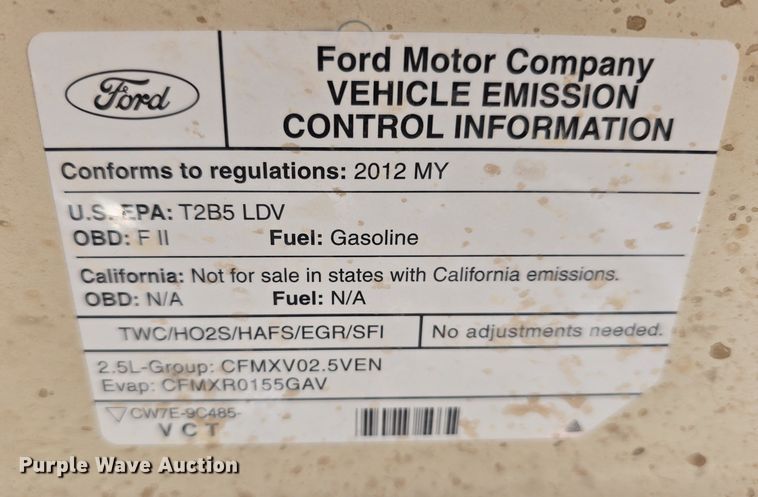 Ford
Ford Motor Company
VEHICLE EMISSION
CONTROL INFORMATION
Conforms to regulations: 2012 MY
U.S. EPA: T2B5 LDV
OBD: F II Fuel: Gasoline
California: Not for sale in states with California emissions.
OBD: N/A Fuel: N/A
TWC/HO2S/HAFS/EGR/SFI No adjustments needed.
2.5L-Group: CFMXV02.5VEN
Evap: CFMXR0155GAV
CW7E-9C485-
V C T
Purple Wave Auction